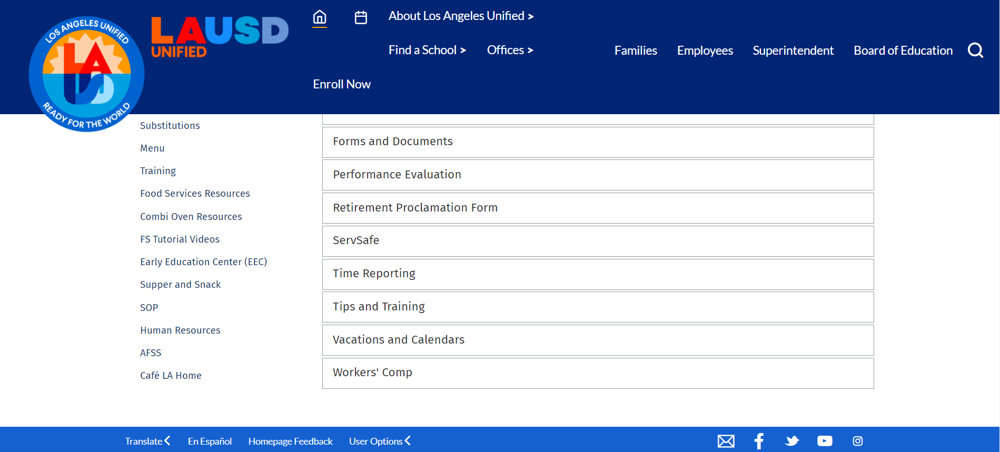 LOS ANGELES UNIFIED
LA
USD
READY FOR THE WORLD
LAUSD
UNIFIED
About Los Angeles Unified >
Find a School >
Offices >
Enroll Now
Families
Employees
Superintendent
Board of Education
Substitutions
Menu
Training
Food Services Resources
Combi Oven Resources
FS Tutorial Videos
Early Education Center (EEC)
Supper and Snack
SOP
Human Resources
AFSS
Café LA Home
Forms and Documents
Performance Evaluation
Retirement Proclamation Form
ServSafe
Time Reporting
Tips and Training
Vacations and Calendars
Workers' Comp
Translate
En Español
Homepage Feedback
User Options